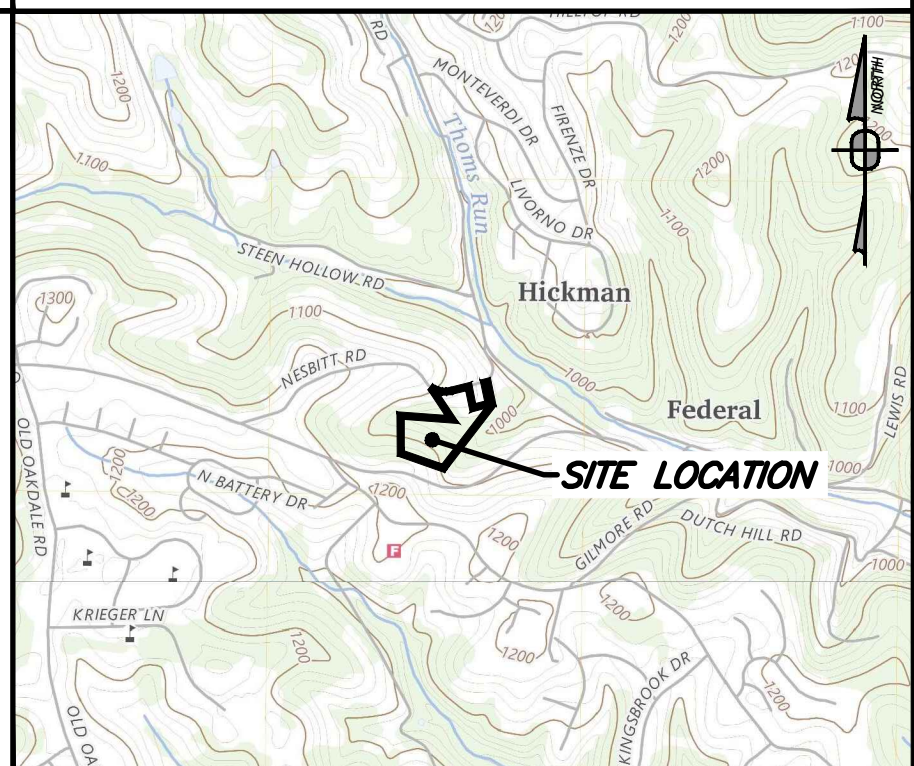 RD
1100
1200
1200
NORTH
120
MONTEVERDI DR
FIRENZE DR
Thoms Run
1100
1200
LIVORNO DR
1100
STEEN HOLLOW RD
Hickman
1300
1100
NESBITT RD
1000
Federal
LEWIS RD
1100
1000
OLD OAKDALE RD
SITE LOCATION
1000
1200
1200
N BATTERY DR
1200
F
1200
GILMORE RD
DUTCH HILL RD
1000
KRIEGER LN
1200
1200
1200
KINGSBROOK DR
1200
OLD OA